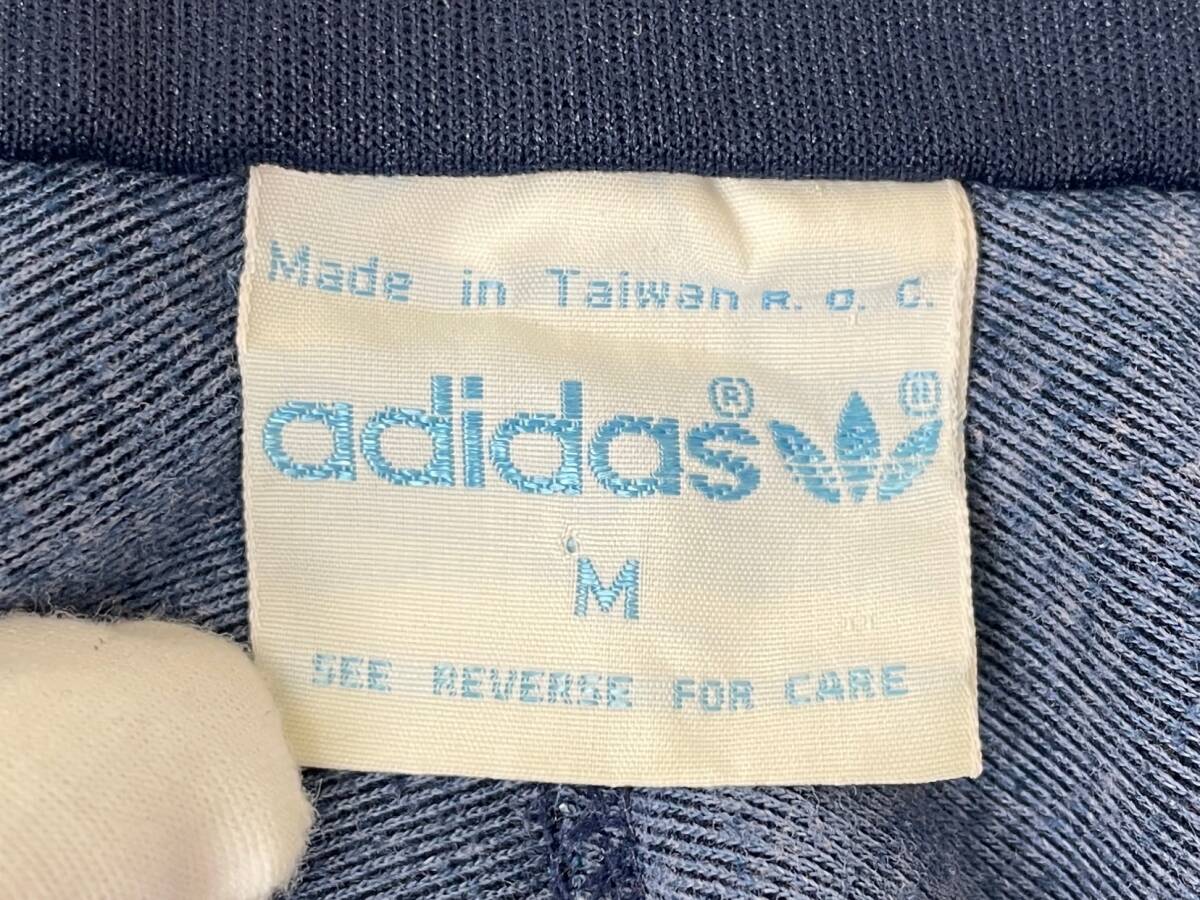 Made in Taiwan R. O. C.
adidas® ®
M
SEE REVERSE FOR CARE